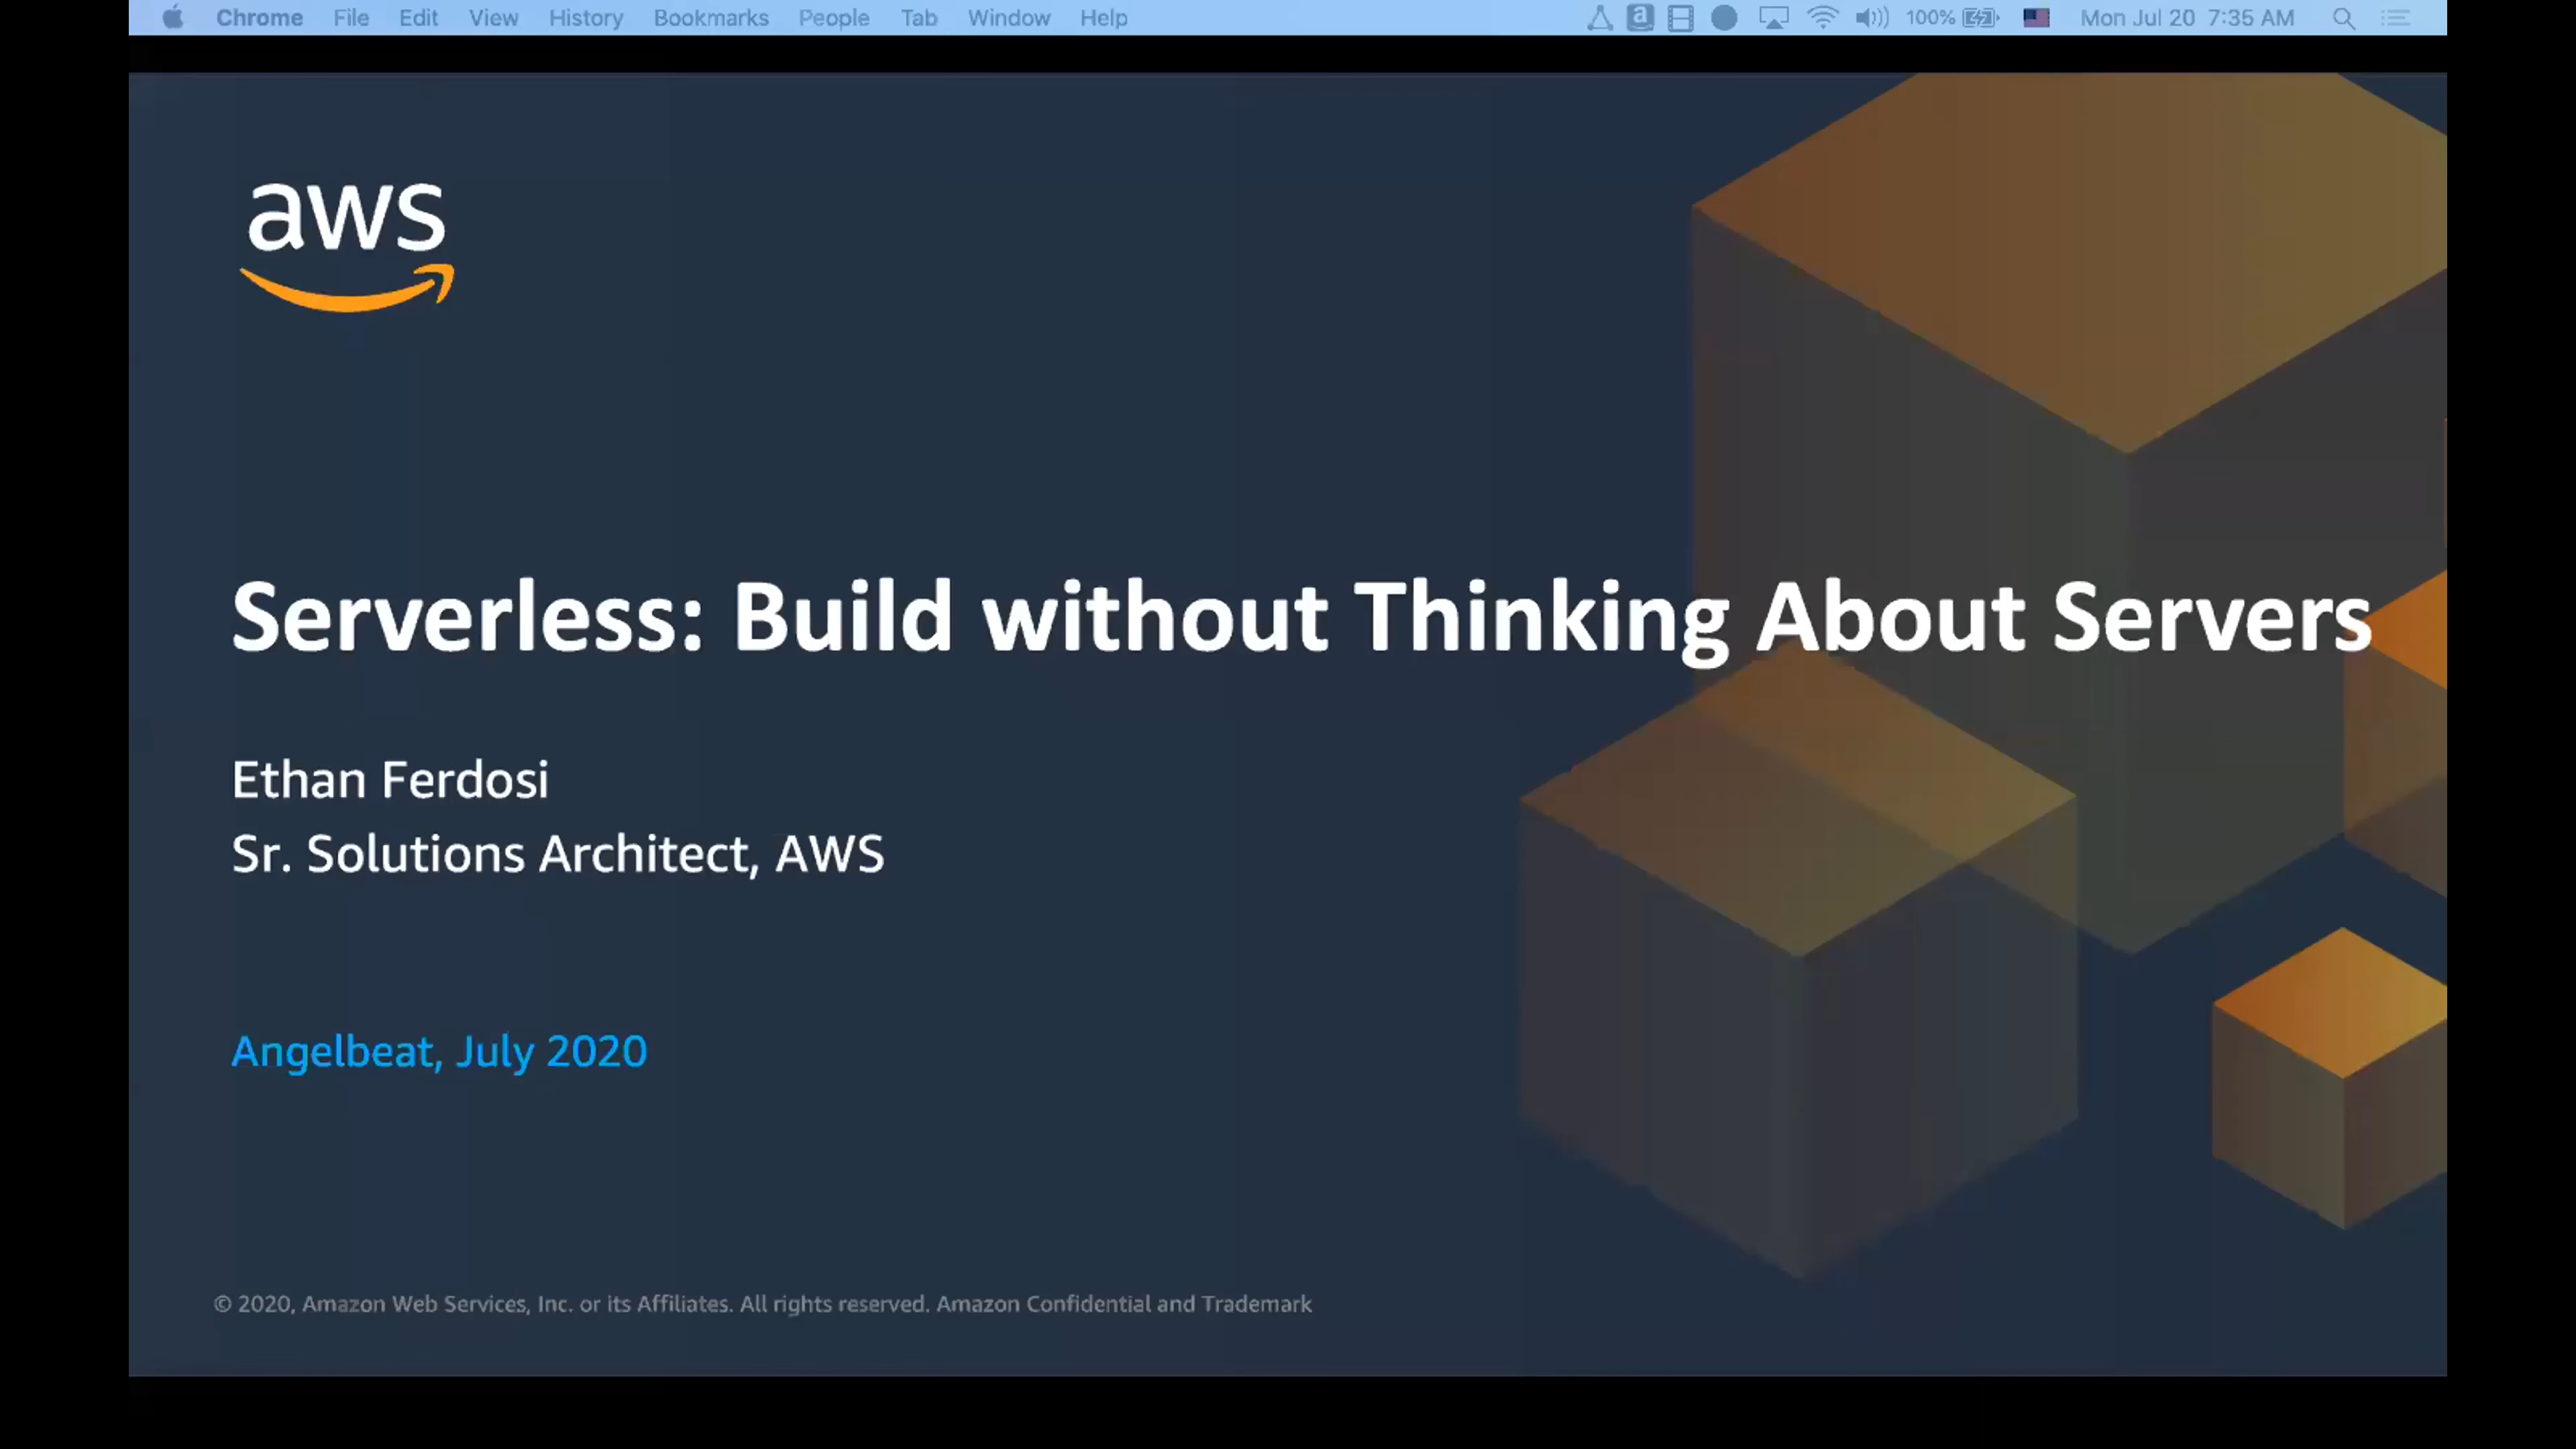 Chrome File Edit View History Bookmarks People Tab Window Help a 100% Mon Jul 20 7:35 AM
aws
Serverless: Build without Thinking About Servers
Ethan Ferdosi
Sr. Solutions Architect, AWS
Angelbeat, July 2020
© 2020, Amazon Web Services, Inc. or its Affiliates. All rights reserved. Amazon Confidential and Trademark